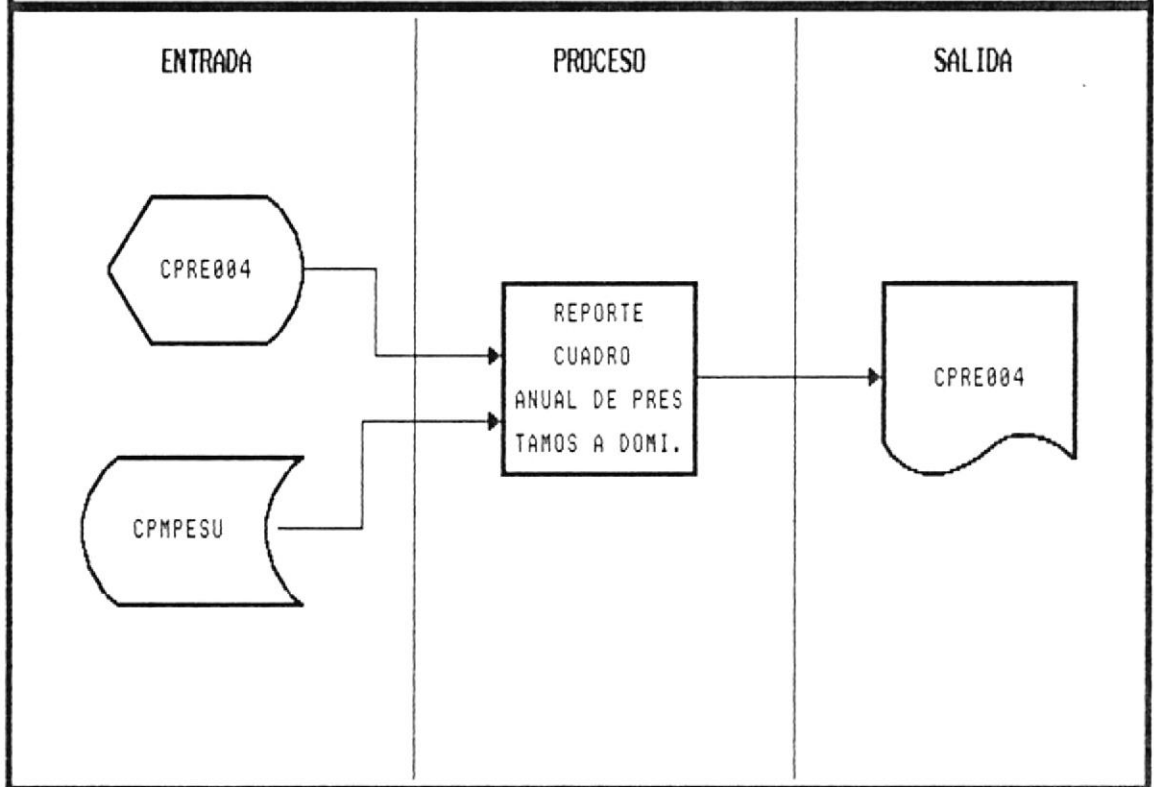 ENTRADA
PROCESO
SALIDA
CPRE004
CPMPESU
REPORTE
CUADRO
ANUAL DE PRES
TAMOS A DOMI.
CPRE004